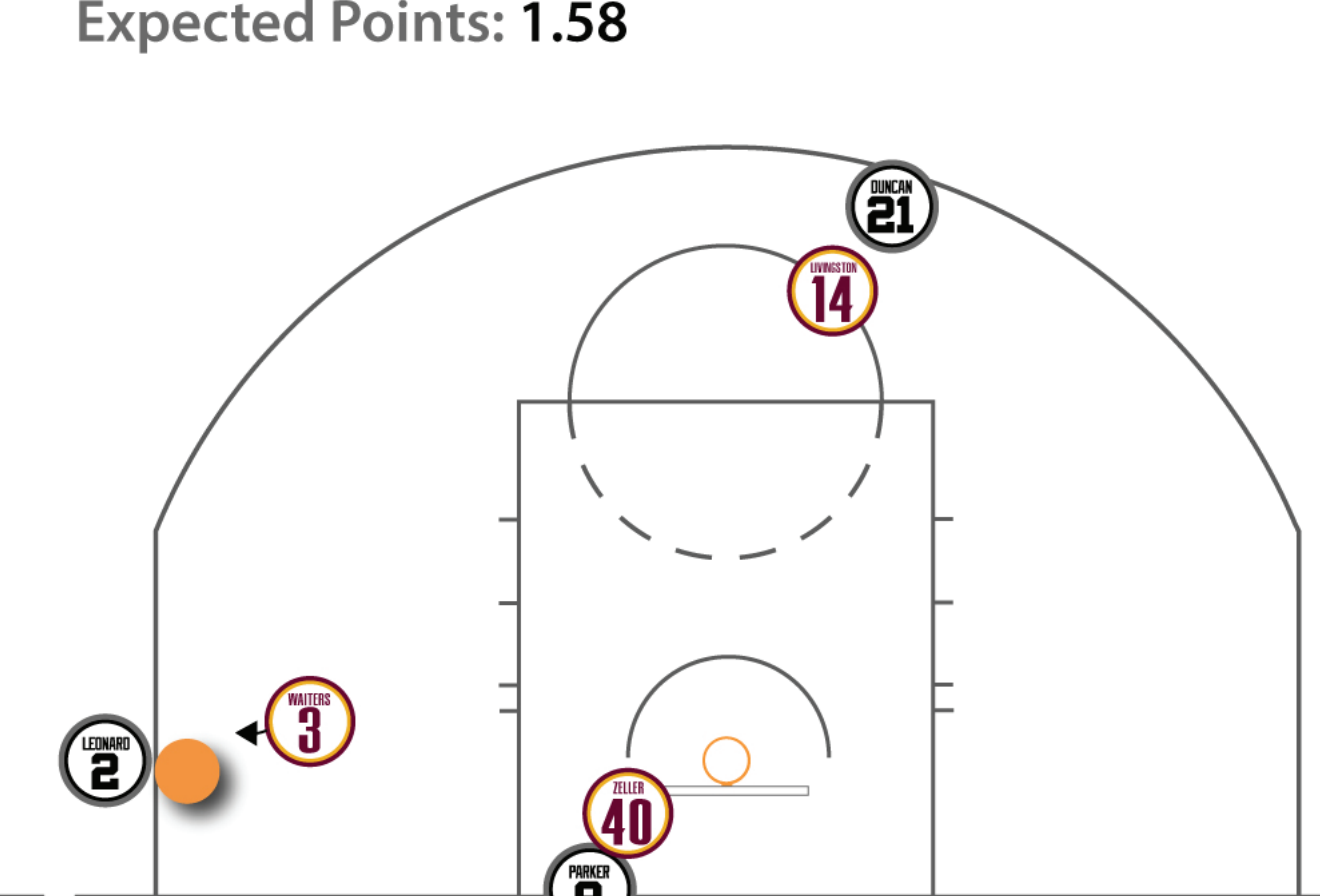 Expected Points: 1.58
DUNCAN
21
LIVINGSTON
14
WAITERS
3
LEONARD
2
ZELLER
40
PARKER